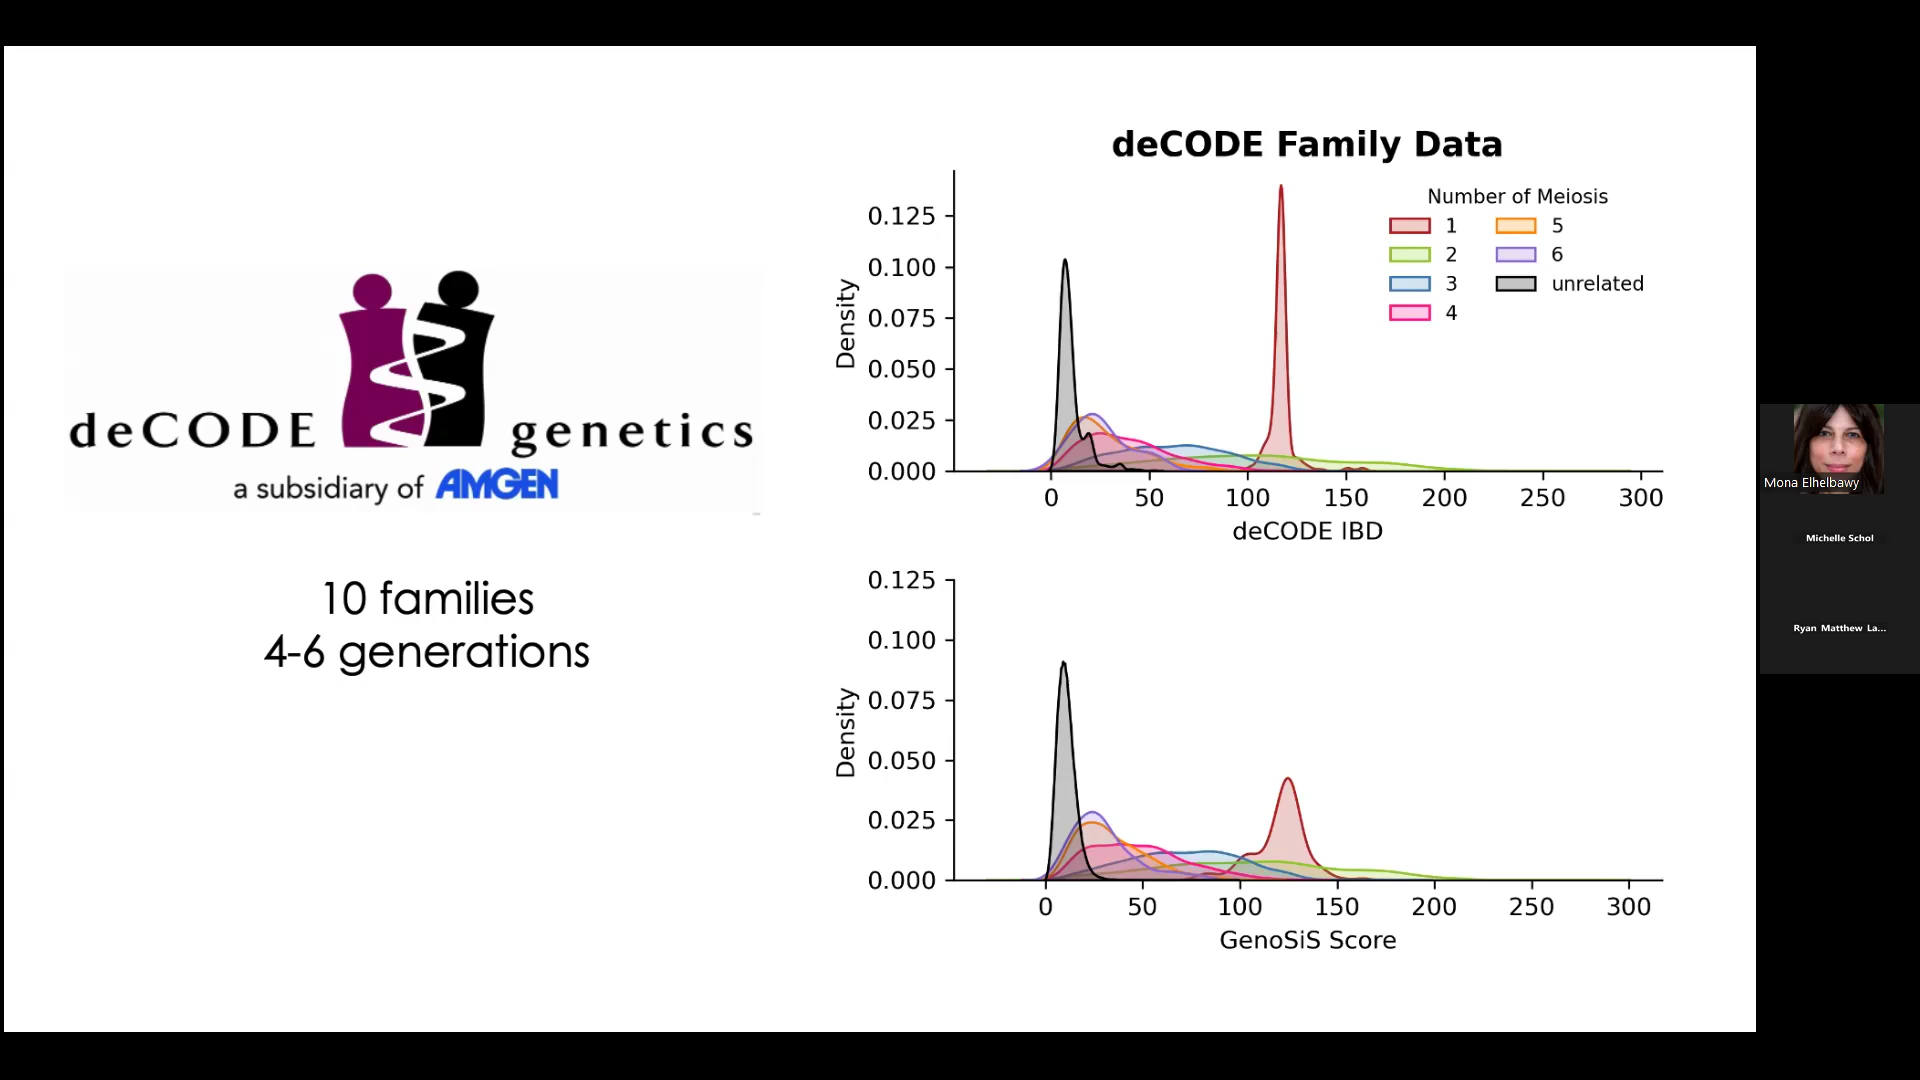 deCODE genetics
a subsidiary of AMGEN
10 families
4-6 generations
deCODE Family Data
Number of Meiosis
1
2
3
4
5
6
unrelated
Density
0.125
0.100
0.075
0.050
0.025
0.000
0 50 100 150 200 250 300
deCODE IBD
Density
0.125
0.100
0.075
0.050
0.025
0.000
0 50 100 150 200 250 300
GenoSiS Score
Mona Elhelbawy
Michelle Schol
Ryan Matthew La...